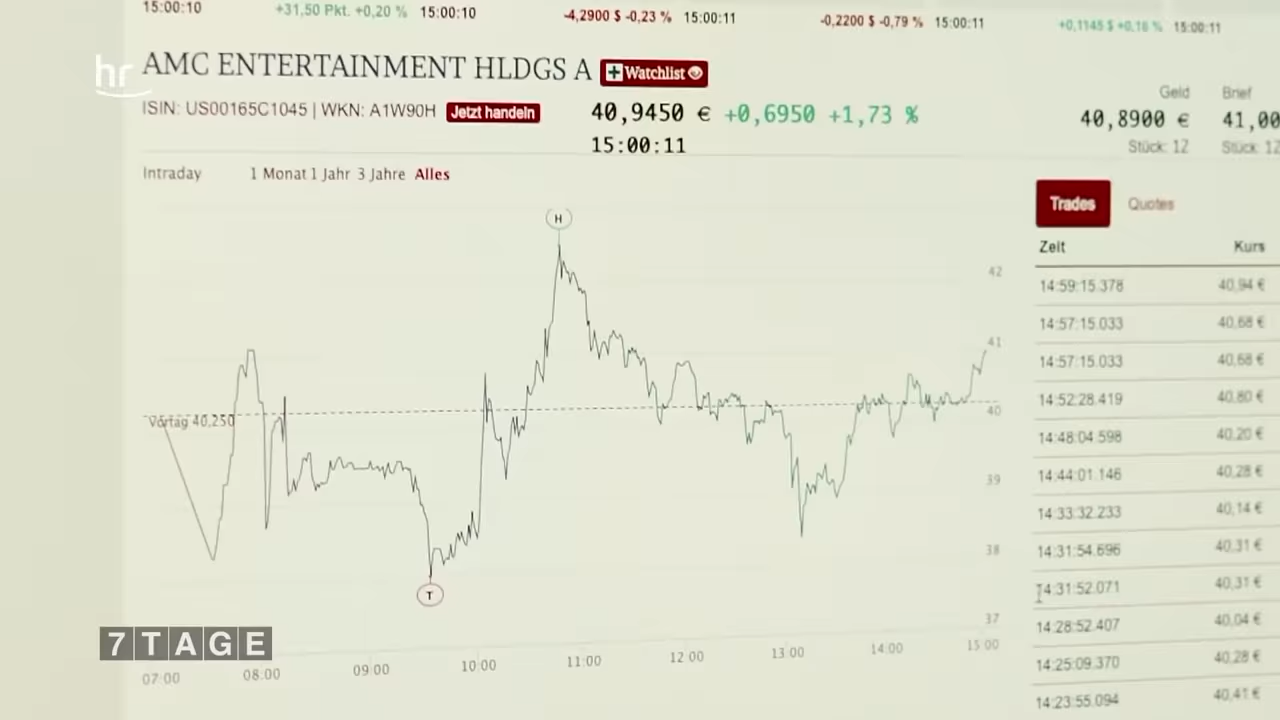 15:00:10 +31,50 Pkt. +0,20 % 15:00:10 -4,2900 $ -0,23 % 15:00:11 -0,2200 $ -0,79 % 15:00:11 +0,1145 $ +0,16 % 15:00:11
hr
AMC ENTERTAINMENT HLDGS A + Watchlist
ISIN: US00165C1045 | WKN: A1W90H Jetzt handeln
40,9450 € +0,6950 +1,73 %
15:00:11
Geld Brief
40,8900 € 41,00
Stück: 12 Stück: 12
Intraday 1 Monat 1 Jahr 3 Jahre Alles
Trades Quotes
Zeit Kurs
14:59:15.378 40,94 €
14:57:15.033 40,68 €
14:57:15.033 40,68 €
14:52:28.419 40,80 €
14:48:04.598 40,20 €
14:44:01.146 40,28 €
14:33:32.233 40,14 €
14:31:54.696 40,31 €
14:31:52.071 40,31 €
14:28:52.407 40,04 €
14:25:09.370 40,28 €
14:23:55.094 40,41 €
H
42
41
Vortag 40,250
40
39
38
T
37
07:00 08:00 09:00 10:00 11:00 12:00 13:00 14:00 15:00
7 TAGE